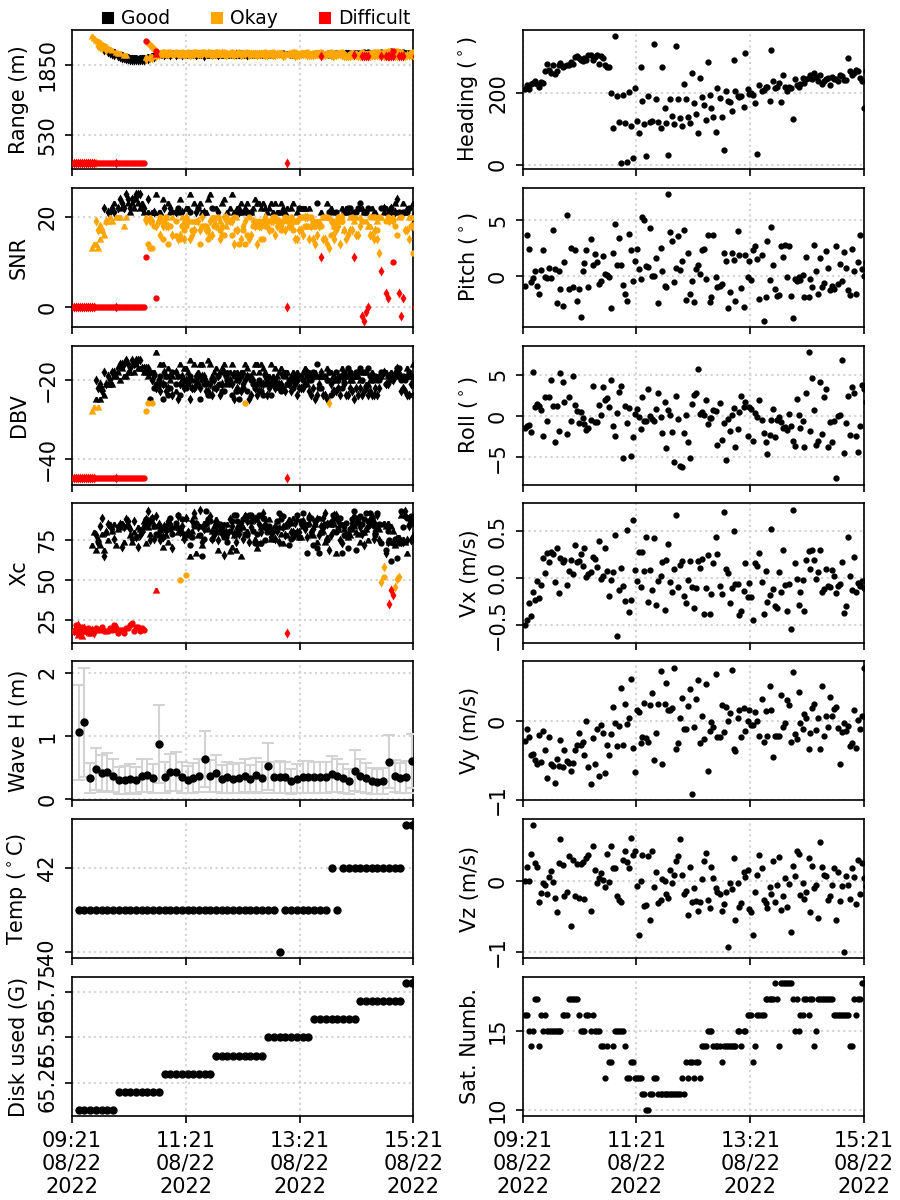 Good Okay Difficult
Range (m)
1850
530
Heading (°)
200
0
SNR
20
0
Pitch (°)
5
0
DBV
−20
−40
Roll (°)
5
0
−5
Xc
75
50
25
Vx (m/s)
0.5
0.0
−0.5
Wave H (m)
2
1
0
Vy (m/s)
0
−1
Temp (°C)
42
40
Vz (m/s)
0
−1
Disk used (G)
65.75
65.5
65.25
Sat. Numb.
15
10
09:21 11:21 13:21 15:21
08/22 08/22 08/22 08/22
2022 2022 2022 2022
09:21 11:21 13:21 15:21
08/22 08/22 08/22 08/22
2022 2022 2022 2022